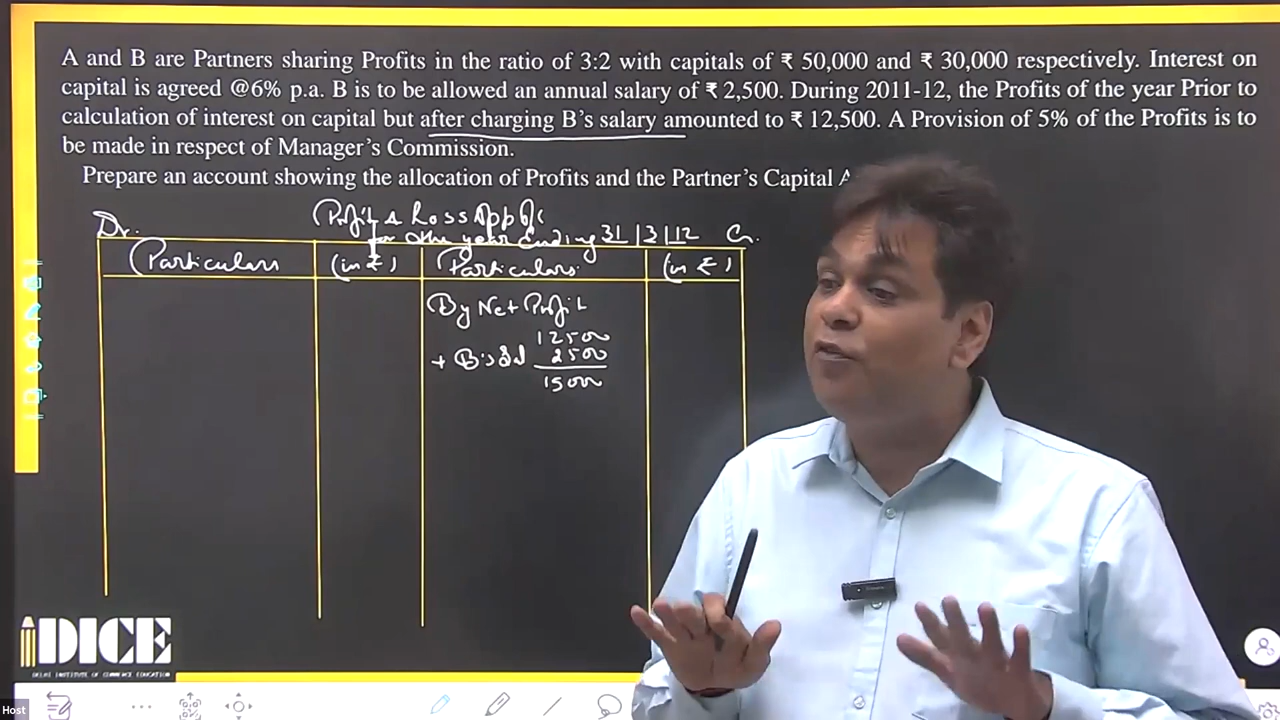 A and B are Partners sharing Profits in the ratio of 3:2 with capitals of ₹ 50,000 and ₹ 30,000 respectively. Interest on
capital is agreed @6% p.a. B is to be allowed an annual salary of ₹ 2,500. During 2011-12, the Profits of the year Prior to
calculation of interest on capital but after charging B's salary amounted to ₹ 12,500. A Provision of 5% of the Profits is to
be made in respect of Manager's Commission.
Prepare an account showing the allocation of Profits and the Partner's Capital A
Dr. Profit & Loss App A/c Cr.
for the year Ending 31/3/12
Particulars (in ₹) Particulars (in ₹)
By Net Profit
12500
+ B's Sal 2500
15000
DICE
DELHI INSTITUTE OF COMMERCE EDUCATION
Host